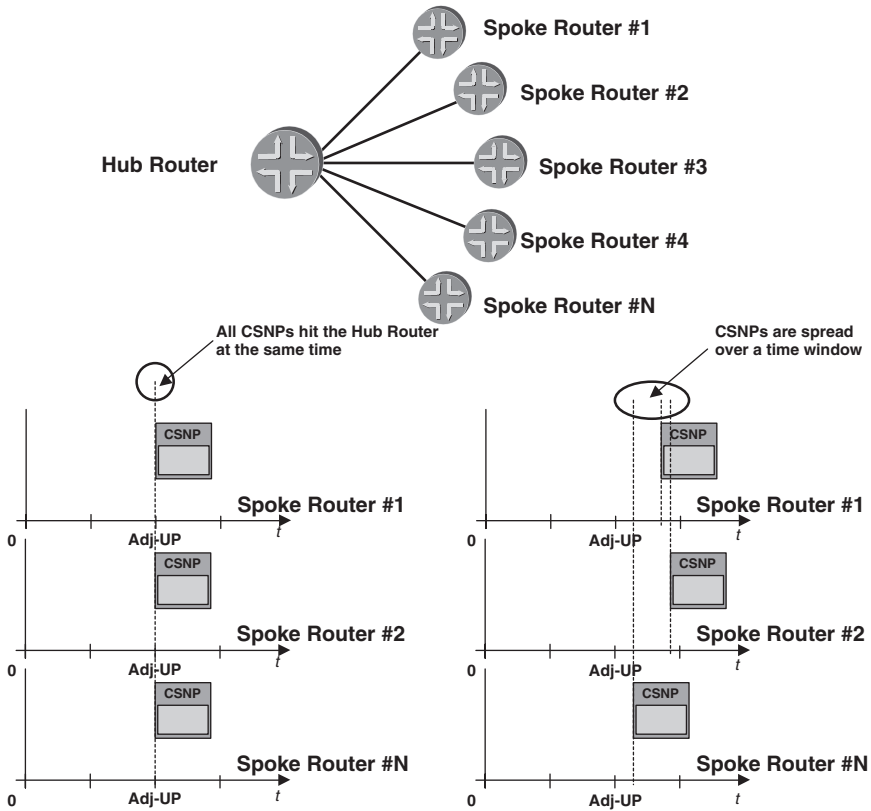 Spoke Router #1
Spoke Router #2
Hub Router
Spoke Router #3
Spoke Router #4
Spoke Router #N
All CSNPs hit the Hub Router
at the same time
CSNP
Spoke Router #1
0
Adj-UP
t
CSNP
Spoke Router #2
0
Adj-UP
t
CSNP
Spoke Router #N
0
Adj-UP
t
CSNPs are spread
over a time window
CSNP
Spoke Router #1
0
Adj-UP
t
CSNP
Spoke Router #2
0
Adj-UP
t
CSNP
Spoke Router #N
0
Adj-UP
t